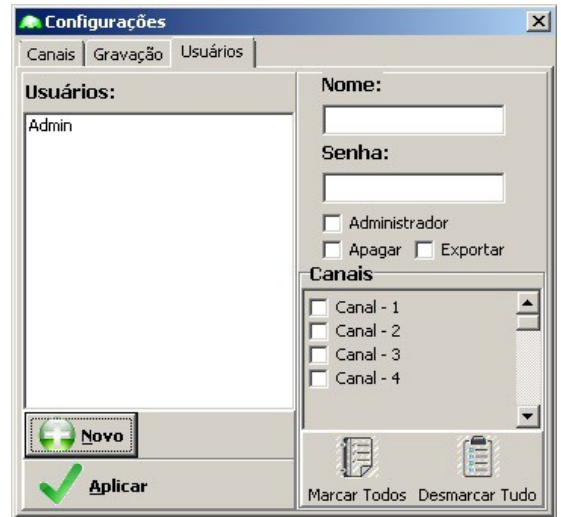 Configurações
Canais Gravação Usuários
Usuários:
Admin
Novo
Aplicar
Nome:
Senha:
Administrador
Apagar Exportar
Canais
Canal - 1
Canal - 2
Canal - 3
Canal - 4
Marcar Todos Desmarcar Tudo